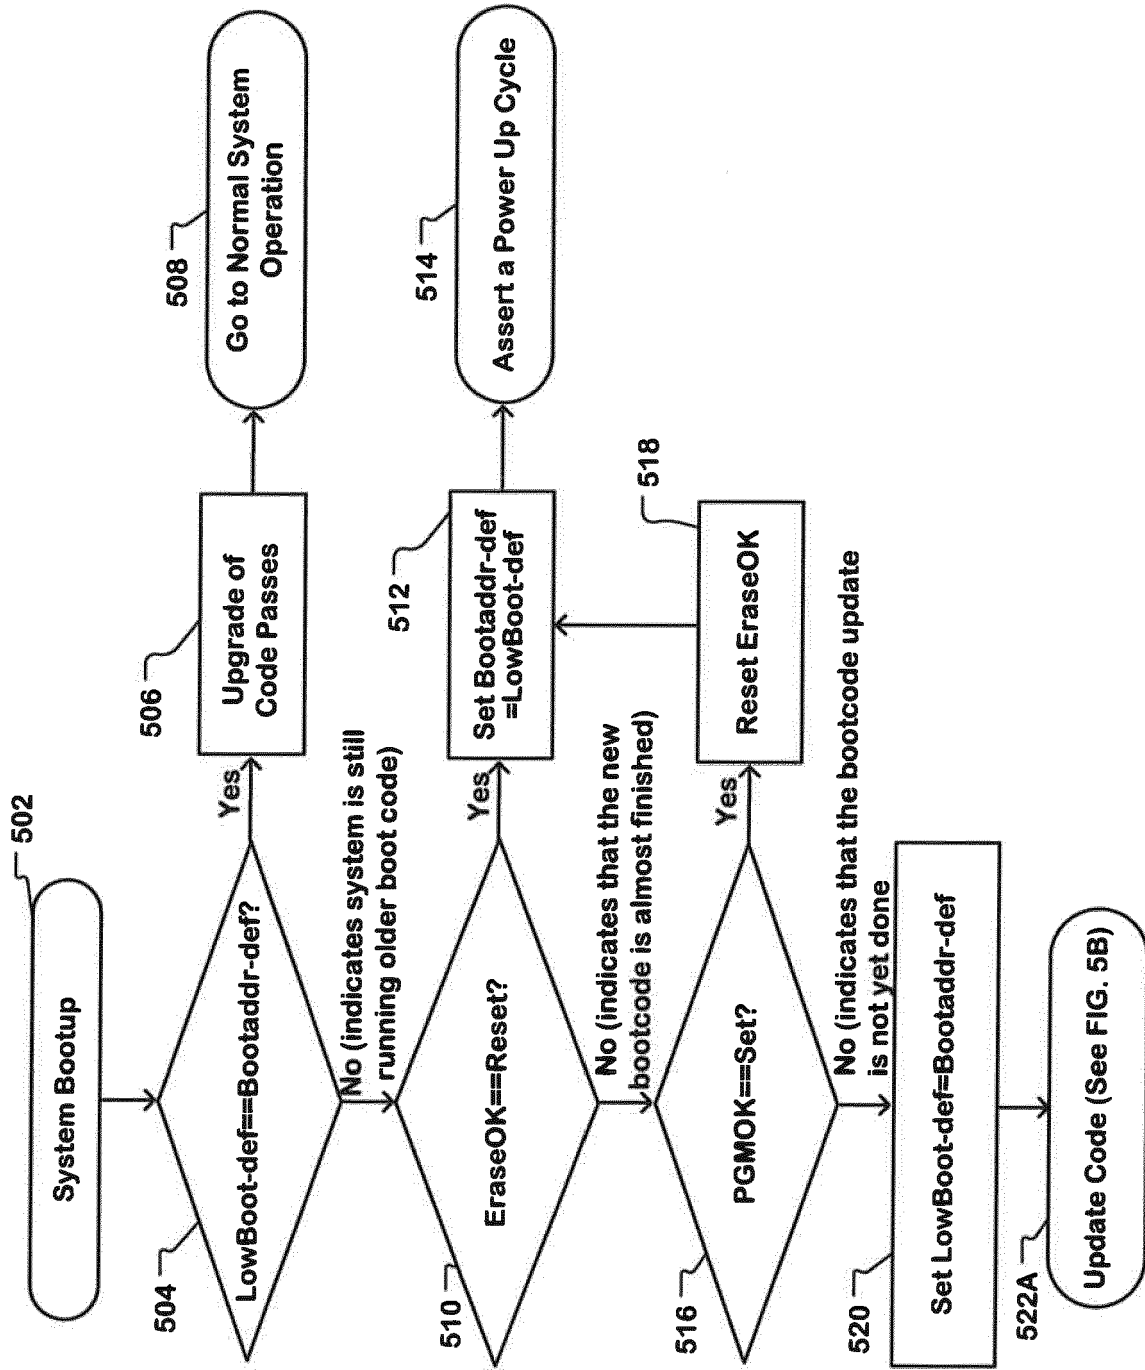 502
System Bootup
504
LowBoot-def==Bootaddr-def?
Yes
506
Upgrade of
Code Passes
508
Go to Normal System
Operation
No (indicates system is still
running older boot code)
510
EraseOK==Reset?
Yes
512
Set Bootaddr-def
=LowBoot-def
514
Assert a Power Up Cycle
No (indicates that the new
bootcode is almost finished)
516
PGMOK==Set?
Yes
518
Reset EraseOK
No (indicates that the bootcode update
is not yet done
520
Set LowBoot-def=Bootaddr-def
522A
Update Code (See FIG. 5B)